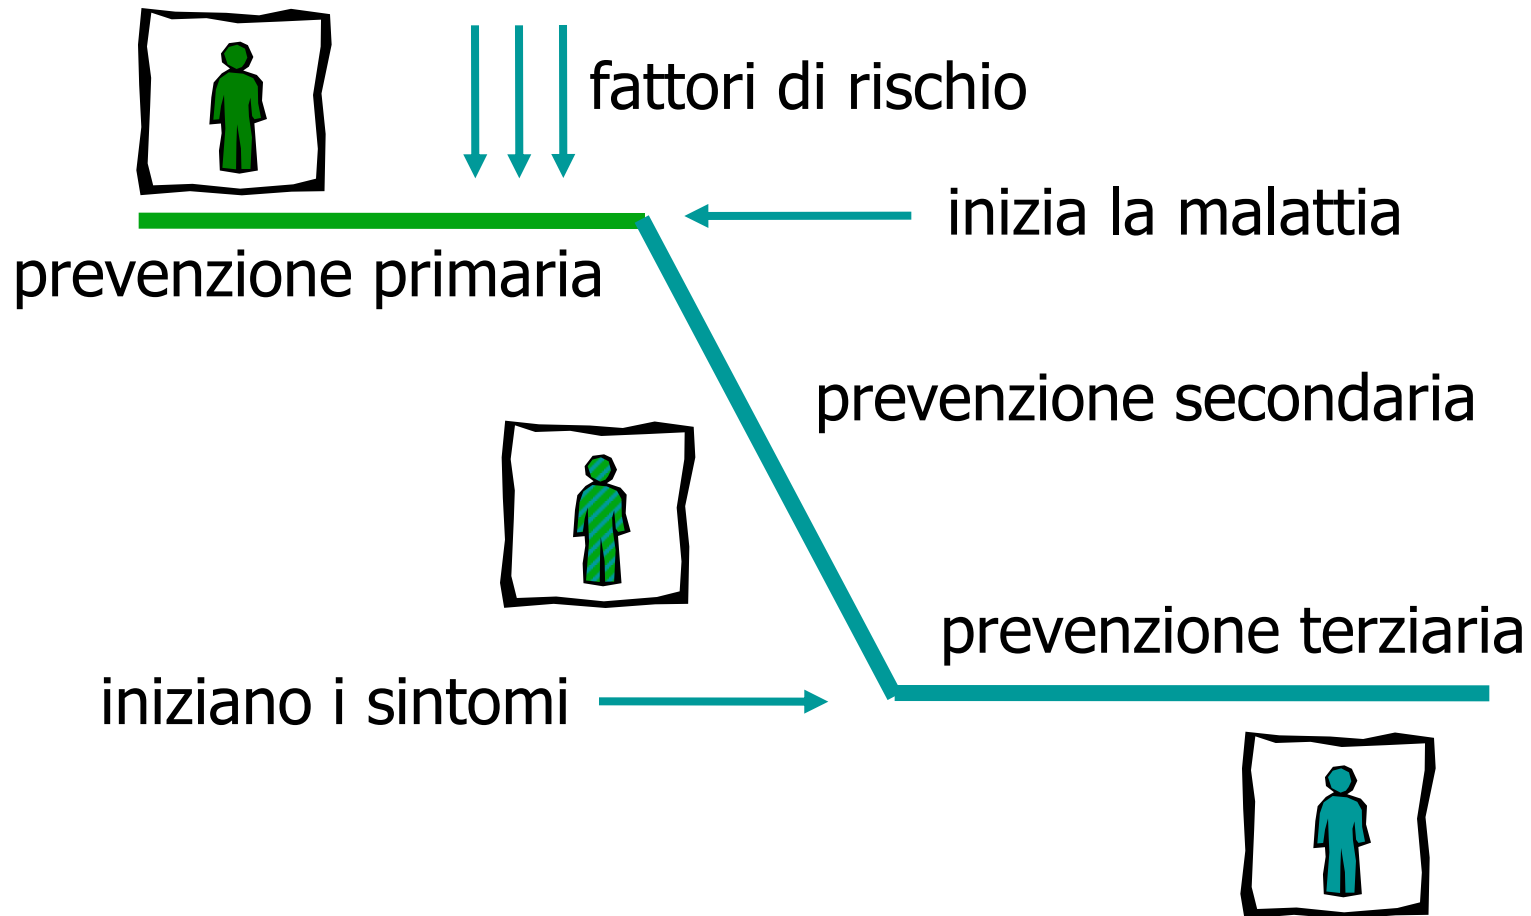 fattori di rischio
inizia la malattia
prevenzione primaria
prevenzione secondaria
prevenzione terziaria
iniziano i sintomi